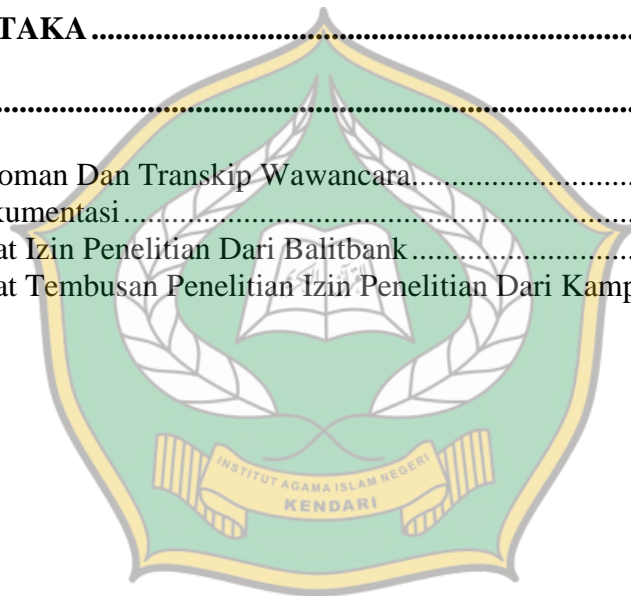 TAKA........................................................................
................................................................................
oman Dan Transkip Wawancara..............................
kumentasi................................................................
at Izin Penelitian Dari Balitbank..............................
at Tembusan Penelitian Izin Penelitian Dari Kamp
INSTITUT AGAMA ISLAM NEGERI
KENDARI